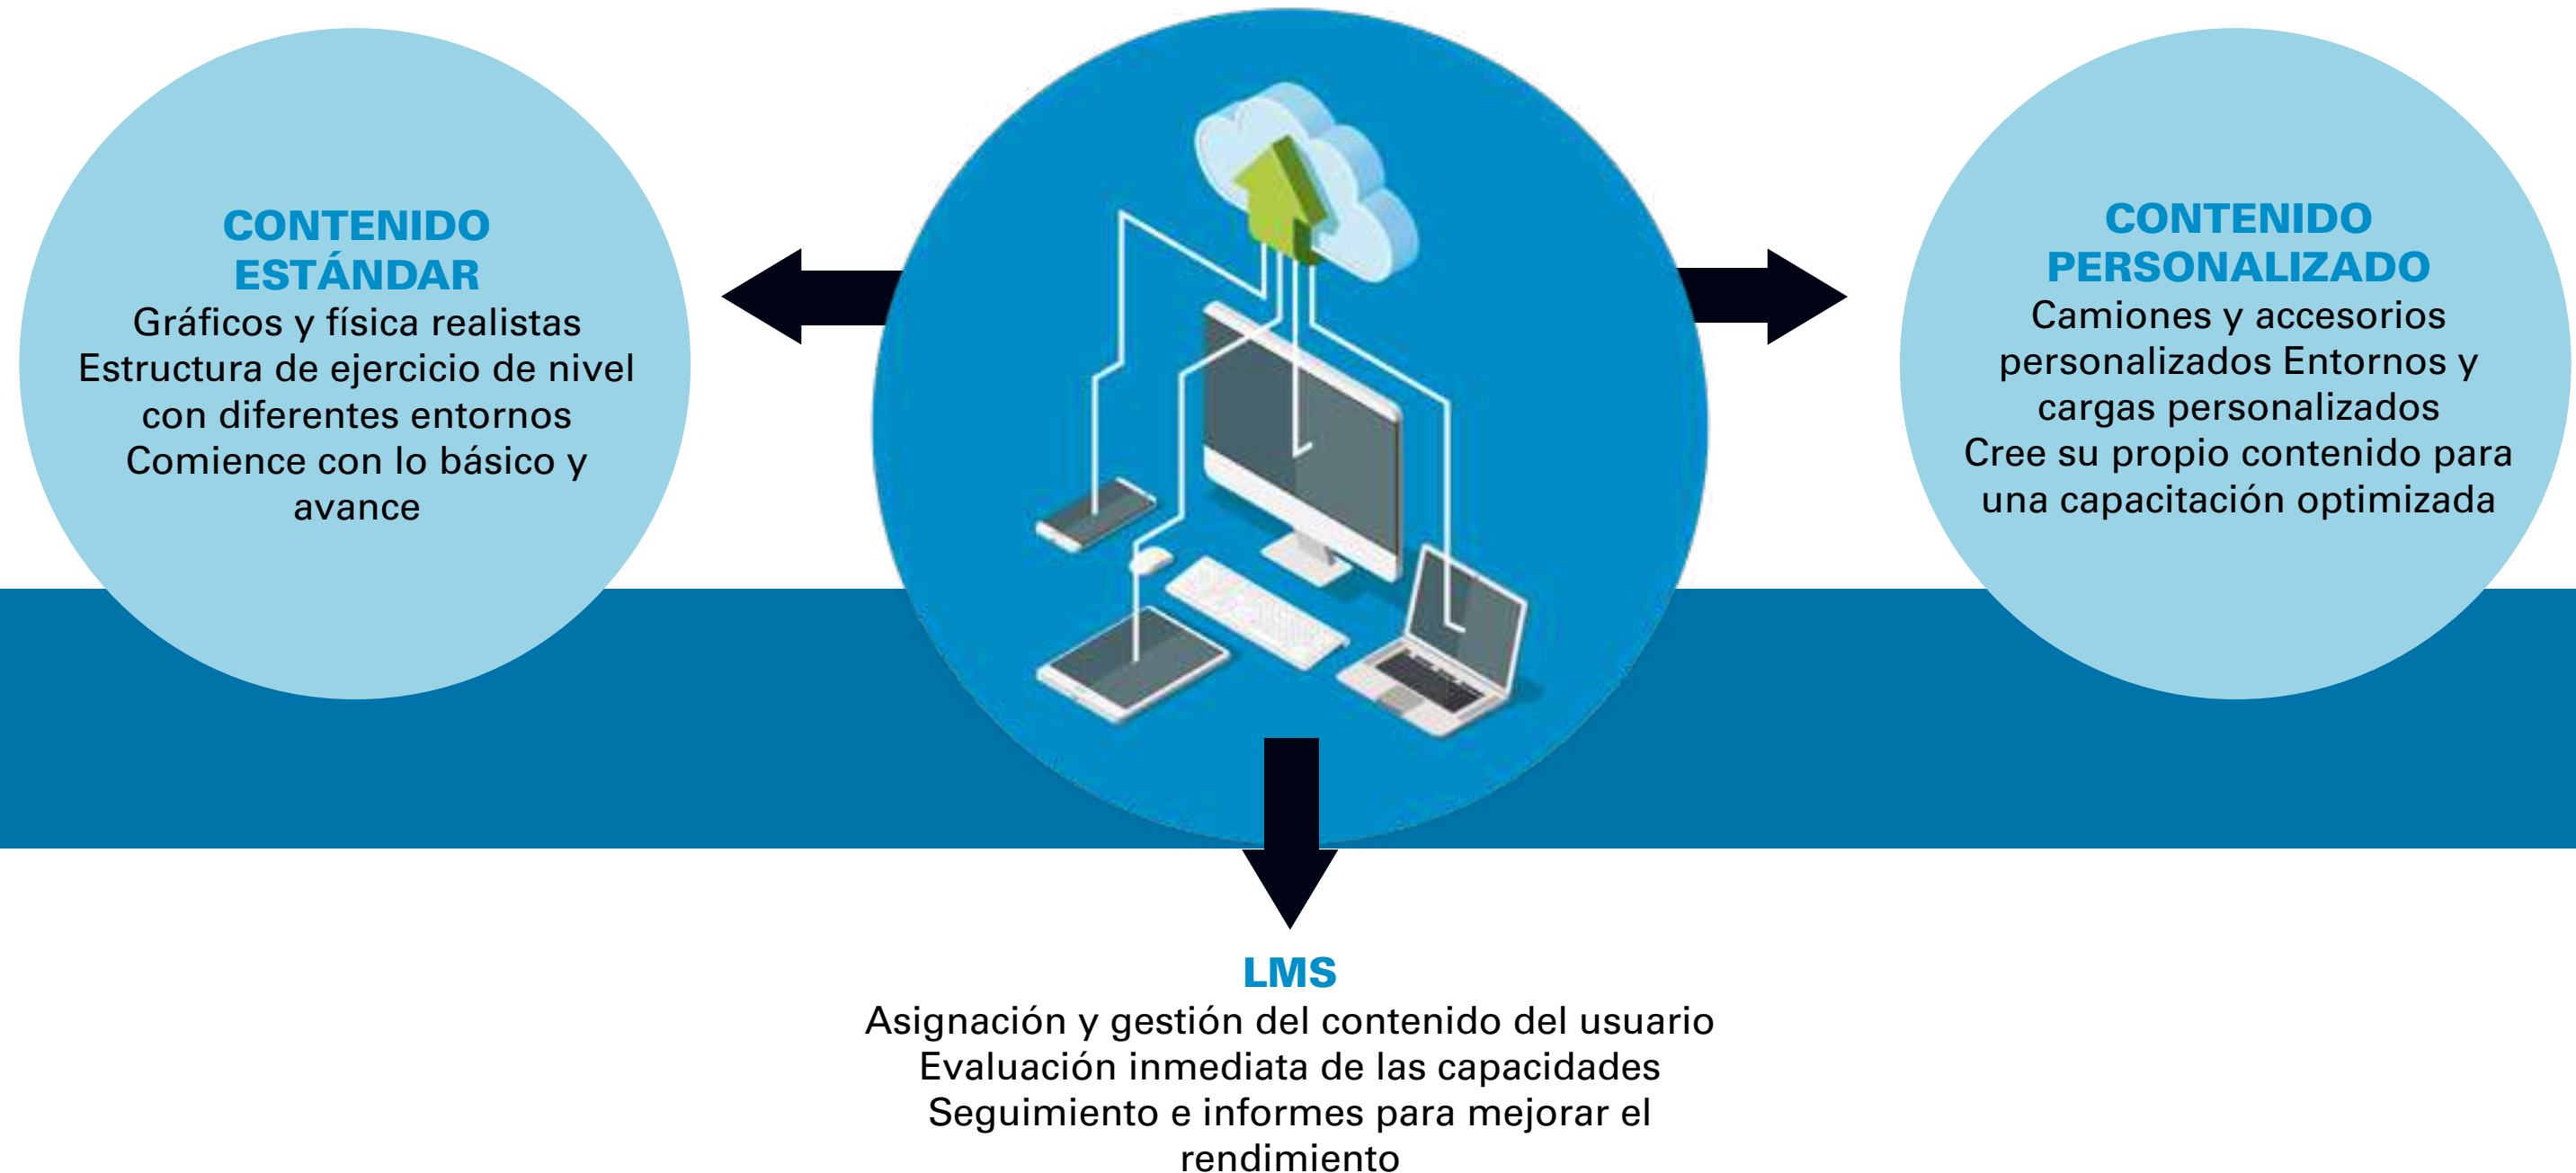 CONTENIDO
ESTÁNDAR
Gráficos y física realistas
Estructura de ejercicio de nivel
con diferentes entornos
Comience con lo básico y
avance
CONTENIDO
PERSONALIZADO
Camiones y accesorios
personalizados Entornos y
cargas personalizados
Cree su propio contenido para
una capacitación optimizada
LMS
Asignación y gestión del contenido del usuario
Evaluación inmediata de las capacidades
Seguimiento e informes para mejorar el
rendimiento